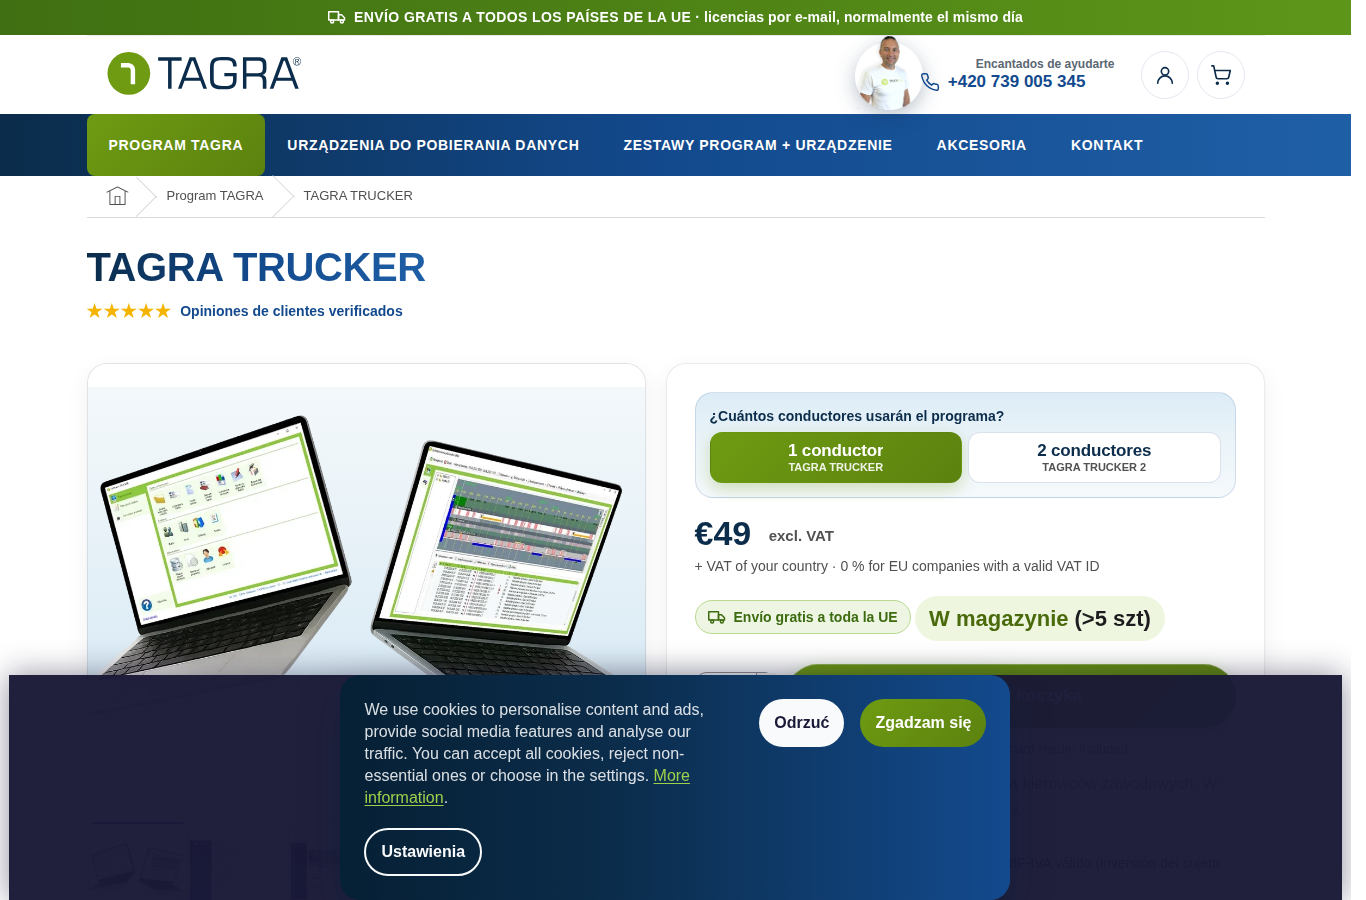 ENVÍO GRATIS A TODOS LOS PAÍSES DE LA UE · licencias por e-mail, normalmente el mismo día
TAGRA®
Encantados de ayudarte
+420 739 005 345
PROGRAM TAGRA
URZĄDZENIA DO POBIERANIA DANYCH
ZESTAWY PROGRAM + URZĄDZENIE
AKCESORIA
KONTAKT
Program TAGRA
TAGRA TRUCKER
TAGRA TRUCKER
★★★★★ Opiniones de clientes verificados
¿Cuántos conductores usarán el programa?
1 conductor
TAGRA TRUCKER
2 conductores
TAGRA TRUCKER 2
€49 excl. VAT
+ VAT of your country · 0 % for EU companies with a valid VAT ID
Envío gratis a toda la UE
W magazynie (>5 szt)
We use cookies to personalise content and ads,
provide social media features and analyse our
traffic. You can accept all cookies, reject non-
essential ones or choose in the settings. More
information.
Odrzuć
Zgadzam się
Ustawienia